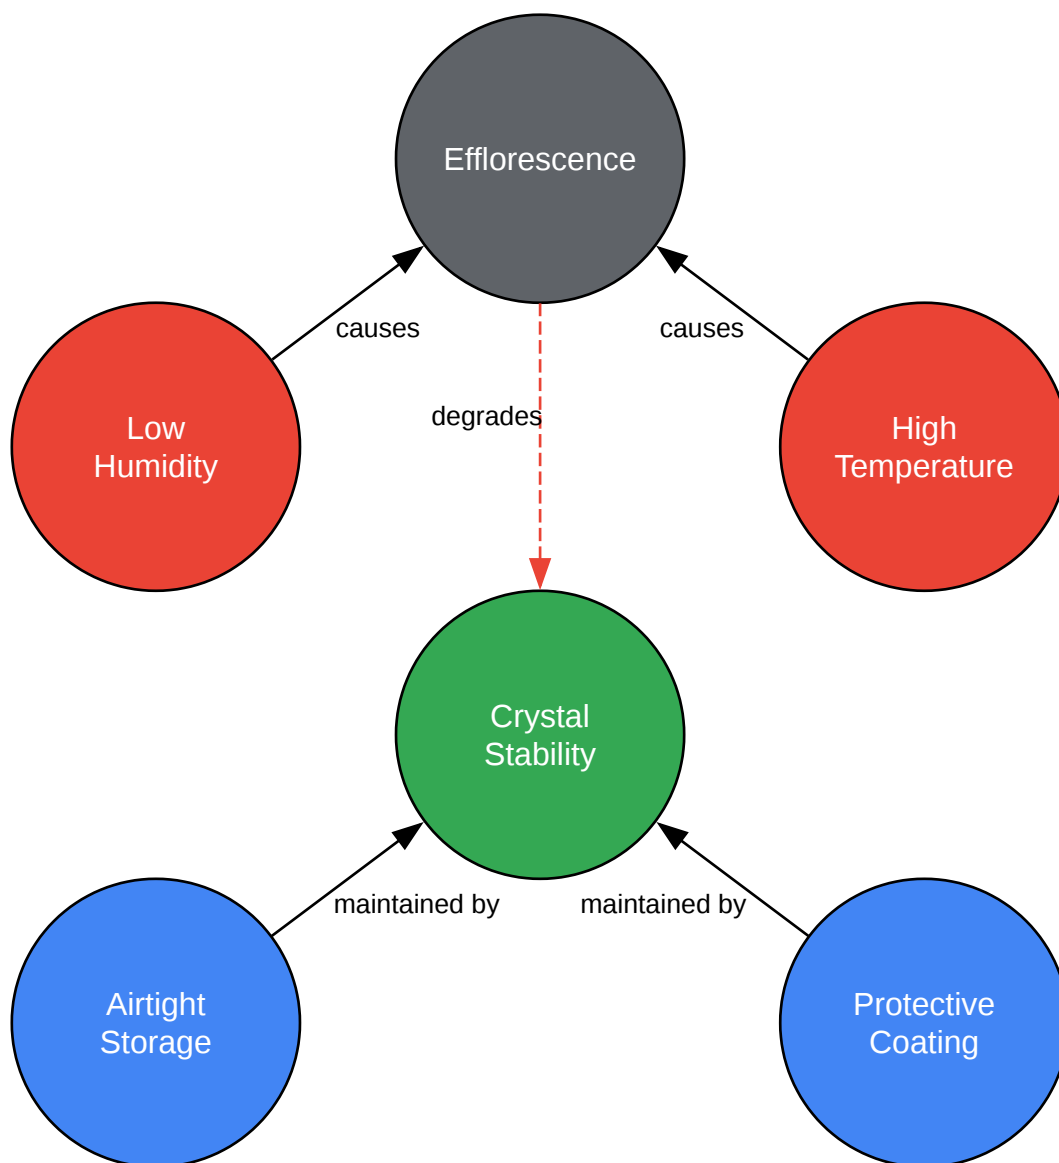 Efflorescence
causes
causes
degrades
Low
Humidity
High
Temperature
Crystal
Stability
maintained by
maintained by
Airtight
Storage
Protective
Coating